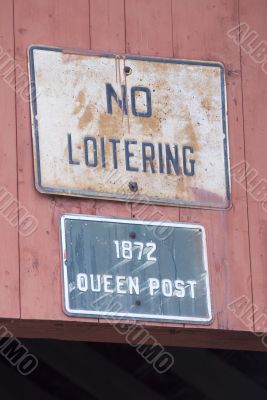 NO
LOITERING
1872
QUEEN POST